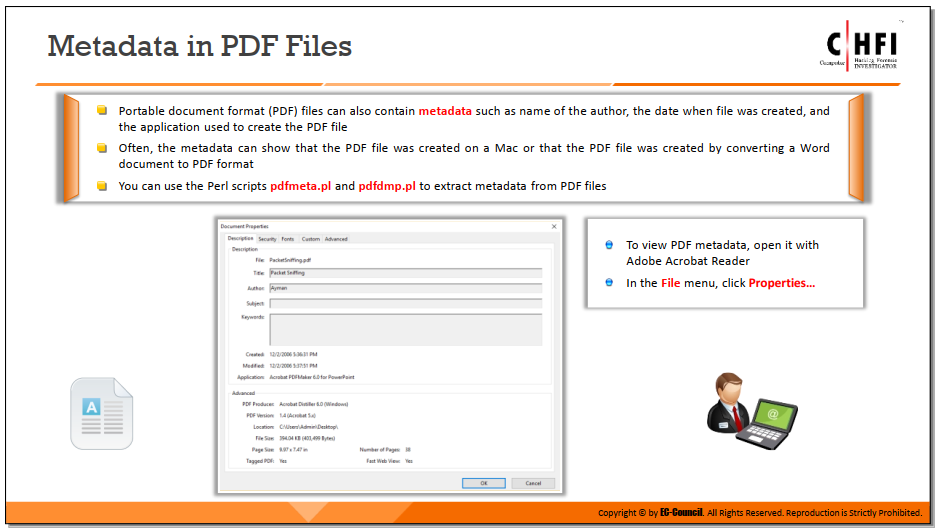 Metadata in PDF Files
C HFI
Computer
Hacking Forensic
INVESTIGATOR
Portable document format (PDF) files can also contain metadata such as name of the author, the date when file was created, and
the application used to create the PDF file
Often, the metadata can show that the PDF file was created on a Mac or that the PDF file was created by converting a Word
document to PDF format
You can use the Perl scripts pdfmeta.pl and pdfdmp.pl to extract metadata from PDF files
Document Properties
Description Security Fonts Custom Advanced
Description
File: PacketSniffing.pdf
Title: Packet Sniffing
Author: Ayman
Subject:
Keywords:
Created: 12/2/2006 5:36:31 PM
Modified: 12/2/2006 5:37:51 PM
Application: Acrobat PDFMaker 6.0 for PowerPoint
Advanced
PDF Producer: Acrobat Distiller 6.0 (Windows)
PDF Version: 1.4 (Acrobat 5.x)
Location: C:\Users\Admin\Desktop\
File Size: 394.04 KB (403,499 Bytes)
Page Size: 9.97 x 7.47 in Number of Pages: 38
Tagged PDF: Yes Fast Web View: Yes
OK Cancel
To view PDF metadata, open it with
Adobe Acrobat Reader
In the File menu, click Properties...
A
@
Copyright © by EC-Council. All Rights Reserved. Reproduction is Strictly Prohibited.